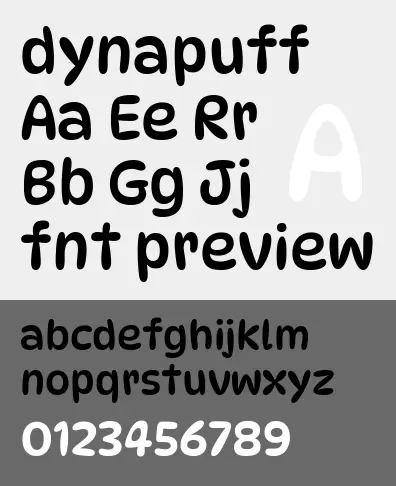 dynapuff
Aa Ee Rr
A
Bb Gg Jj
fnt preview
abcdefghijklm
nopqrstuvwxyz
0123456789